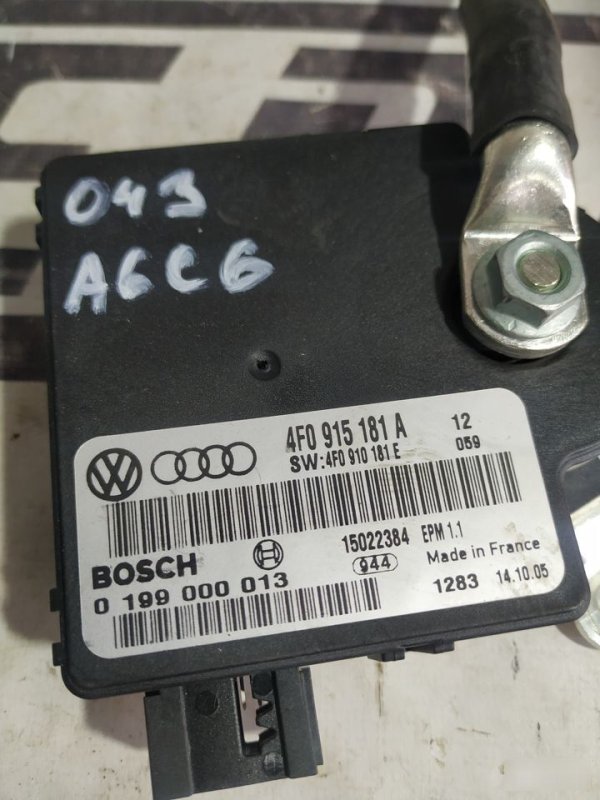 043
A6C6
4F0 915 181 A 12
SW:4F0 910 181 E 059
15022384 EPM 1.1
BOSCH 944 Made in France
0 199 000 013 1283 14.10.05